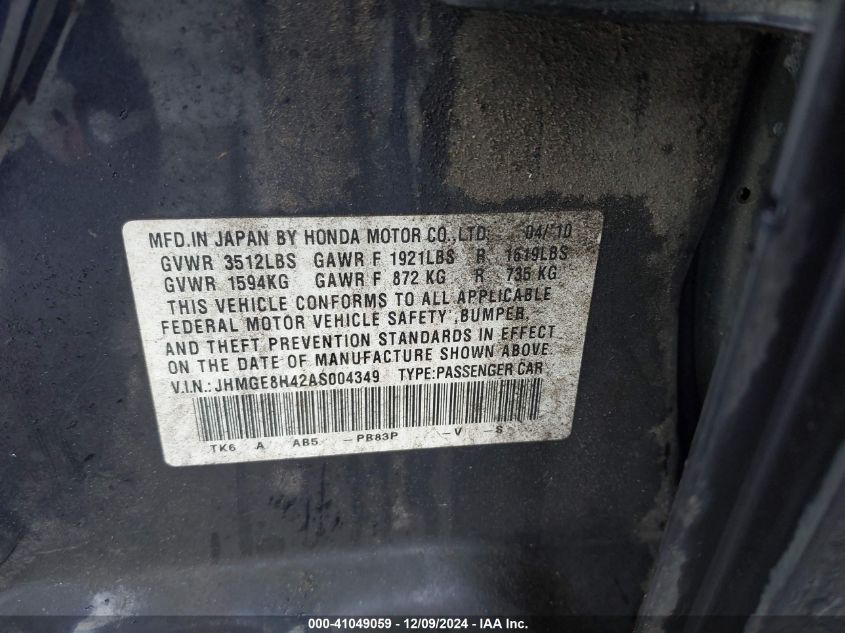 MFD.IN JAPAN BY HONDA MOTOR CO.,LTD. 04/'10
GVWR 3512LBS GAWR F 1921LBS R 1619LBS
GVWR 1594KG GAWR F 872 KG R 735 KG
THIS VEHICLE CONFORMS TO ALL APPLICABLE
FEDERAL MOTOR VEHICLE SAFETY ,BUMPER,
AND THEFT PREVENTION STANDARDS IN EFFECT
ON THE DATE OF MANUFACTURE SHOWN ABOVE.
V.I.N.: JHMGE8H42AS004349 TYPE:PASSENGER CAR
TK6 A AB5 -PB83P -V -S
000-41049059 - 12/09/2024 - IAA Inc.